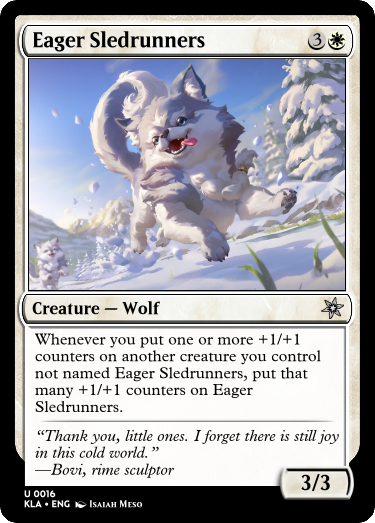 Eager Sledrunners 3
Creature — Wolf
Whenever you put one or more +1/+1
counters on another creature you control
not named Eager Sledrunners, put that
many +1/+1 counters on Eager
Sledrunners.
“Thank you, little ones. I forget there is still joy
in this cold world.”
—Bovi, rime sculptor
3/3
U 0016
KLA • ENG Isaiah Meso